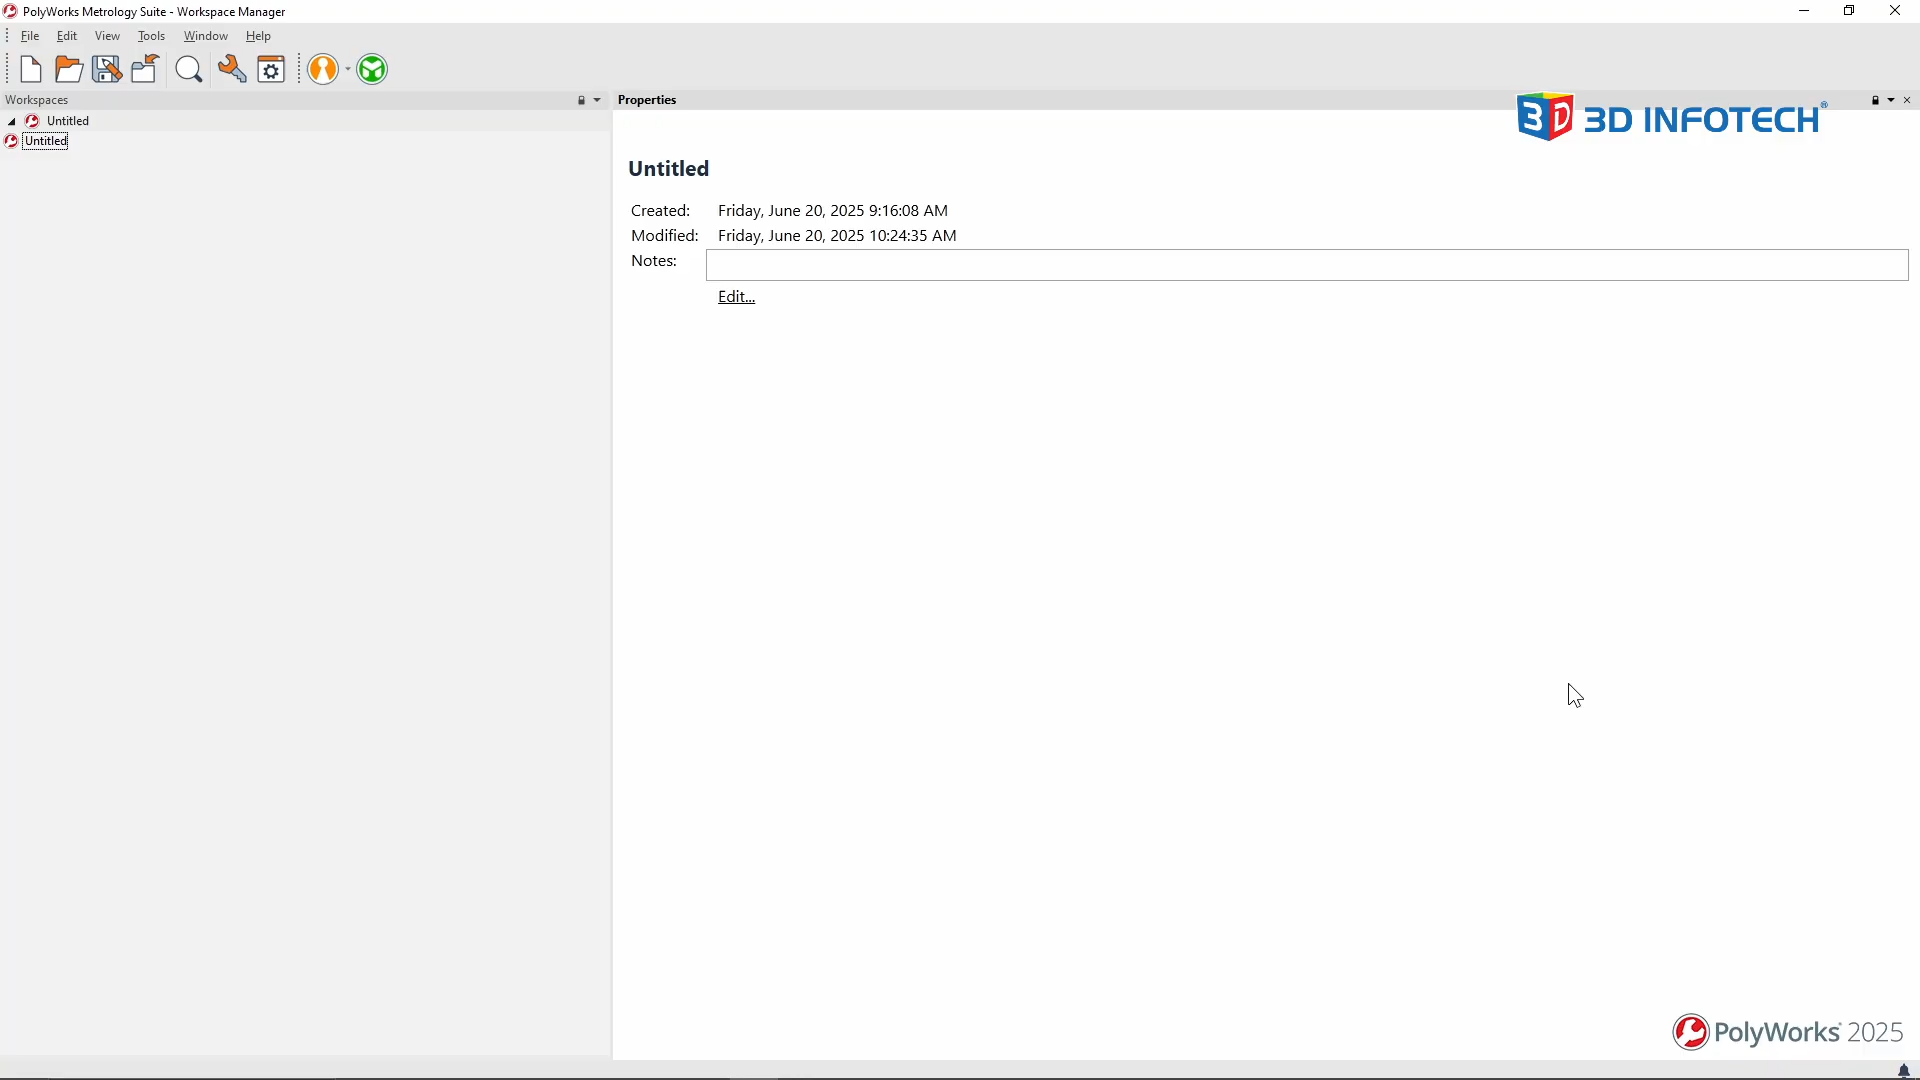 PolyWorks Metrology Suite - Workspace Manager
File Edit View Tools Window Help
Workspaces
Untitled
Untitled
Properties
3D 3D INFOTECH®
Untitled
Created: Friday, June 20, 2025 9:16:08 AM
Modified: Friday, June 20, 2025 10:24:35 AM
Notes:
Edit...
PolyWorks® 2025